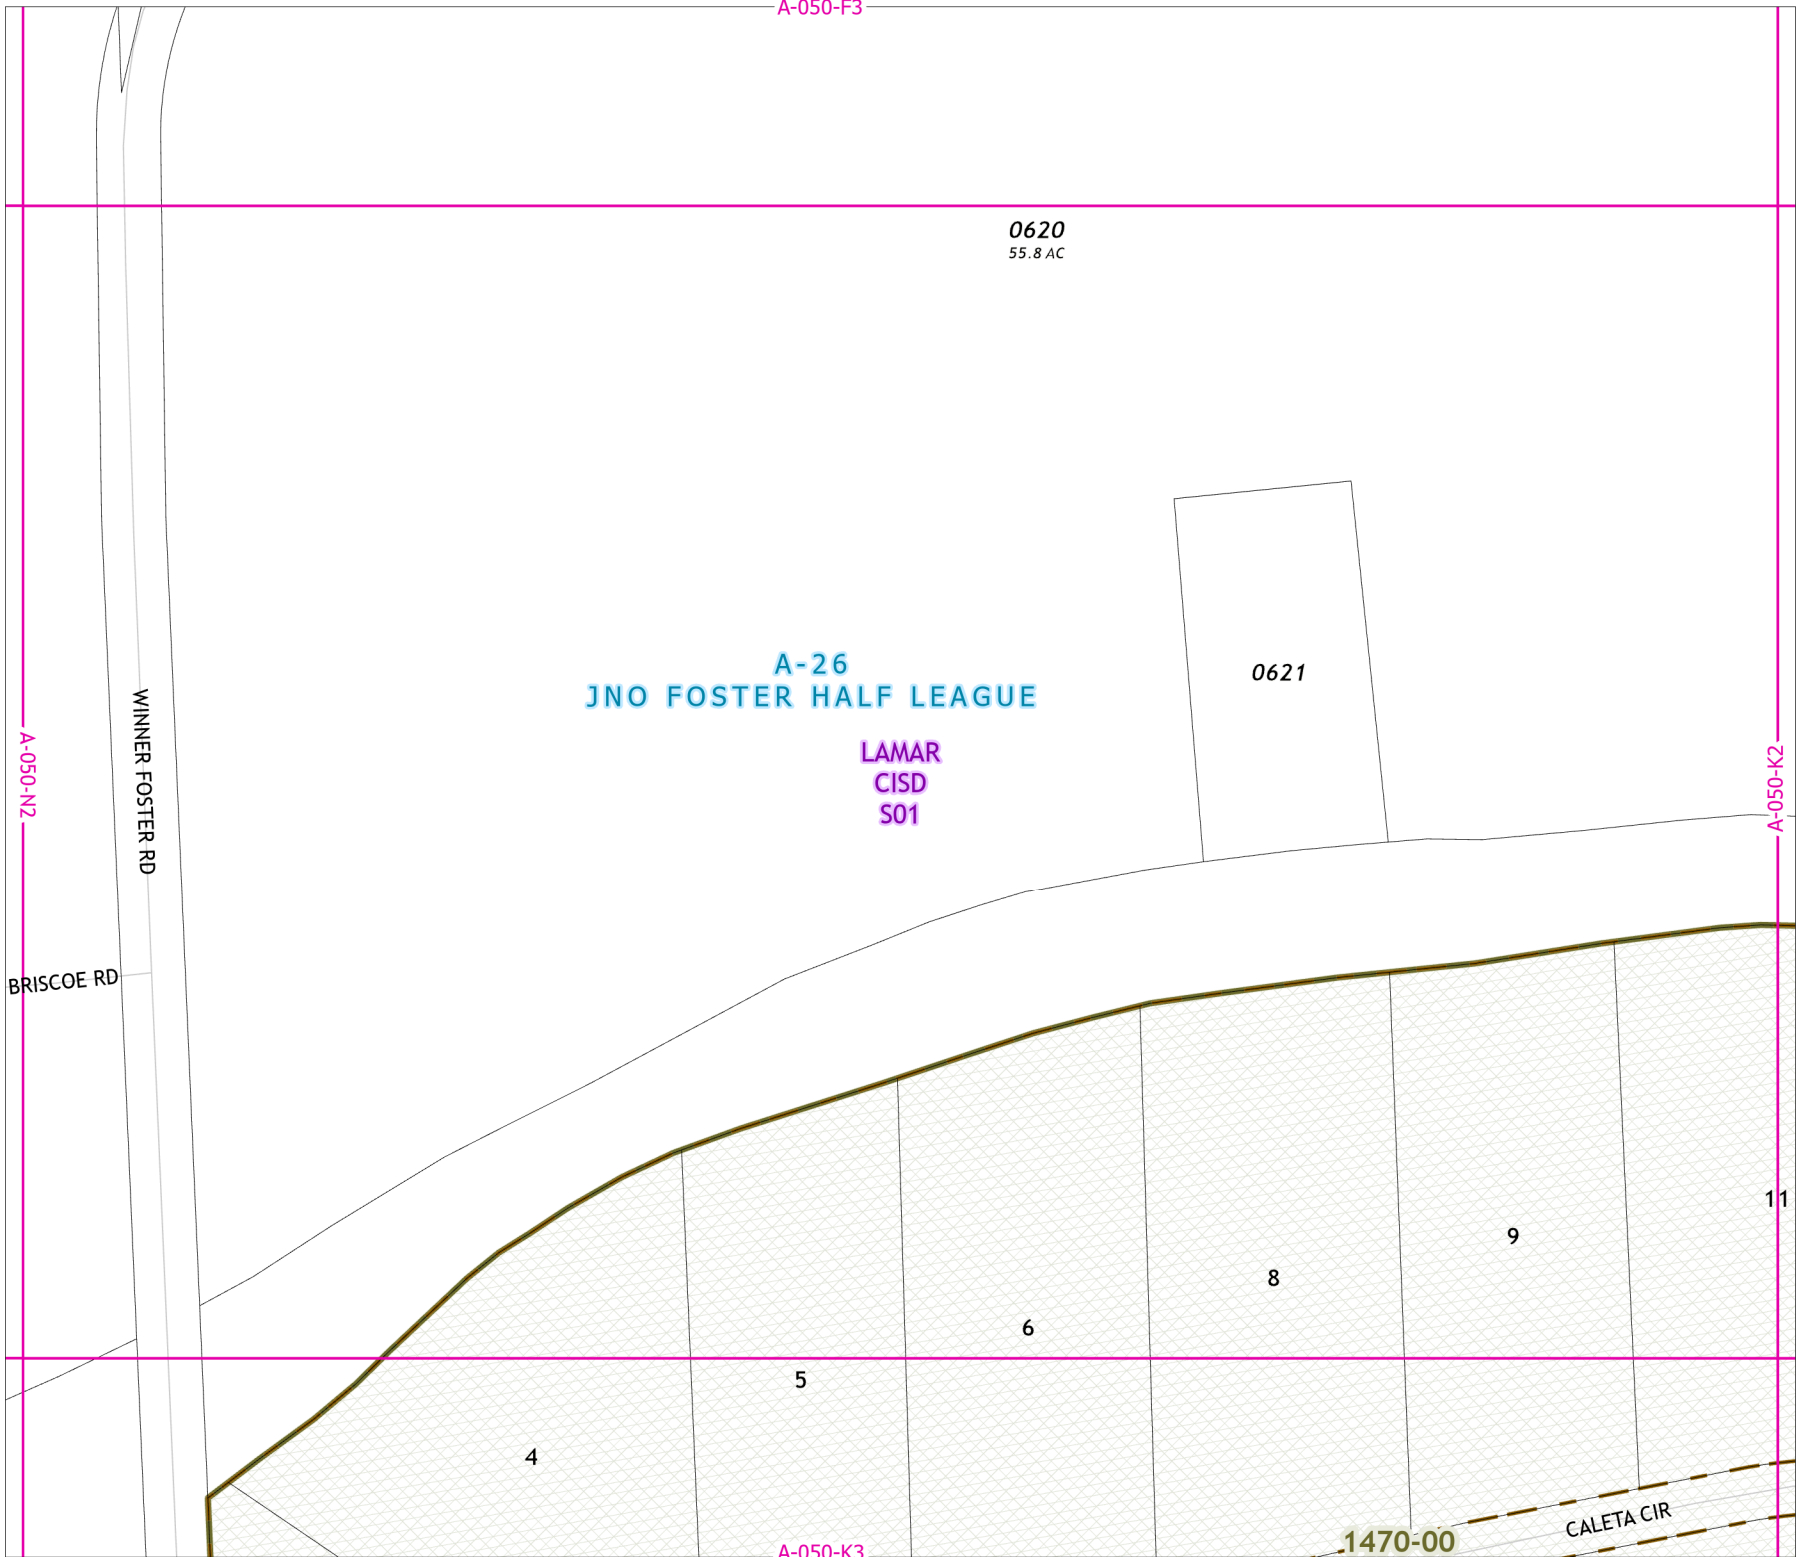 A-050-F3
0620
55.8 AC
A-26
JNO FOSTER HALF LEAGUE
0621
LAMAR
CISD
S01
A-050-N2
WINNER FOSTER RD
A-050-K2
BRISCOE RD
11
9
8
6
5
4
CALETA CIR
1470-00
A-050-K3